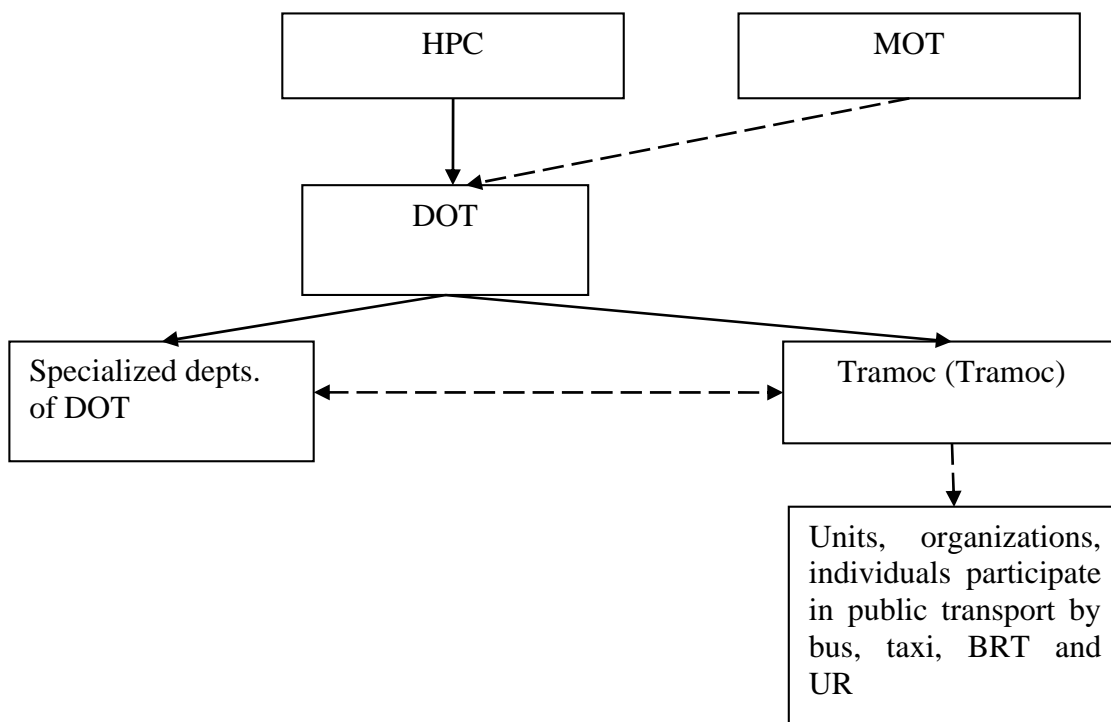 HPC
MOT
DOT
Specialized depts.
of DOT
Tramoc (Tramoc)
Units, organizations,
individuals participate
in public transport by
bus, taxi, BRT and
UR